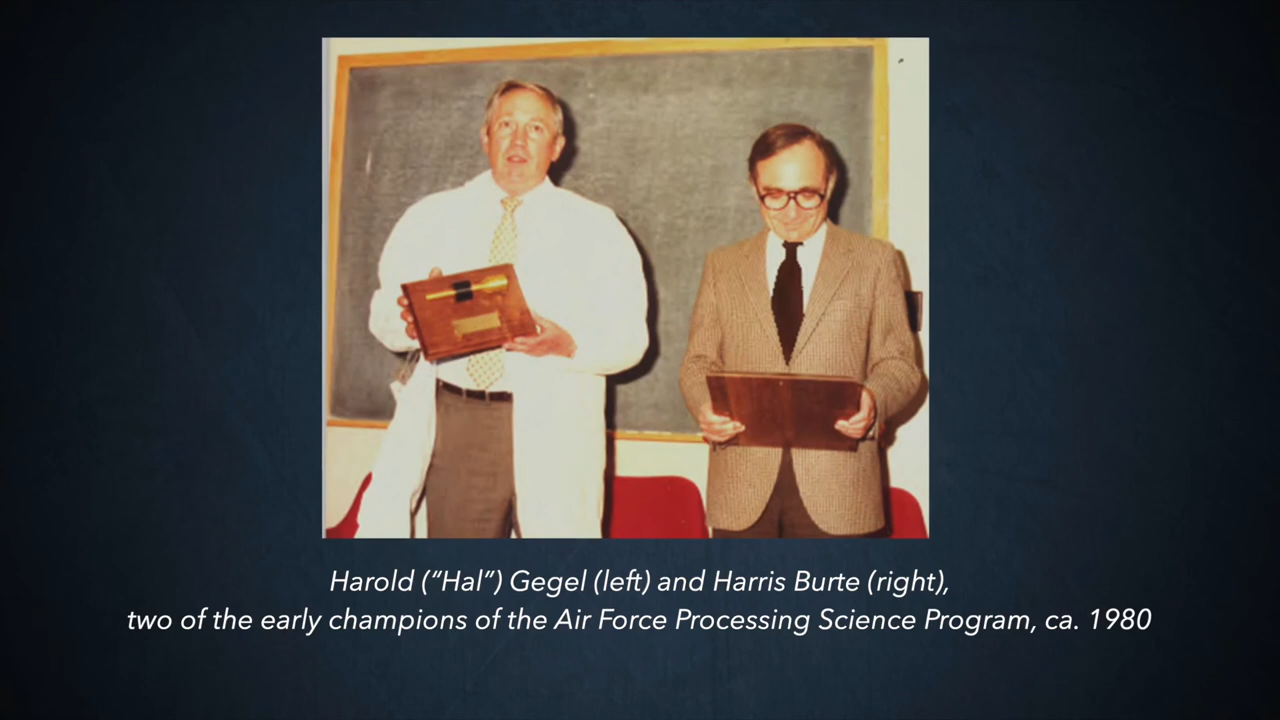 Harold (“Hal”) Gegel (left) and Harris Burte (right),
two of the early champions of the Air Force Processing Science Program, ca. 1980